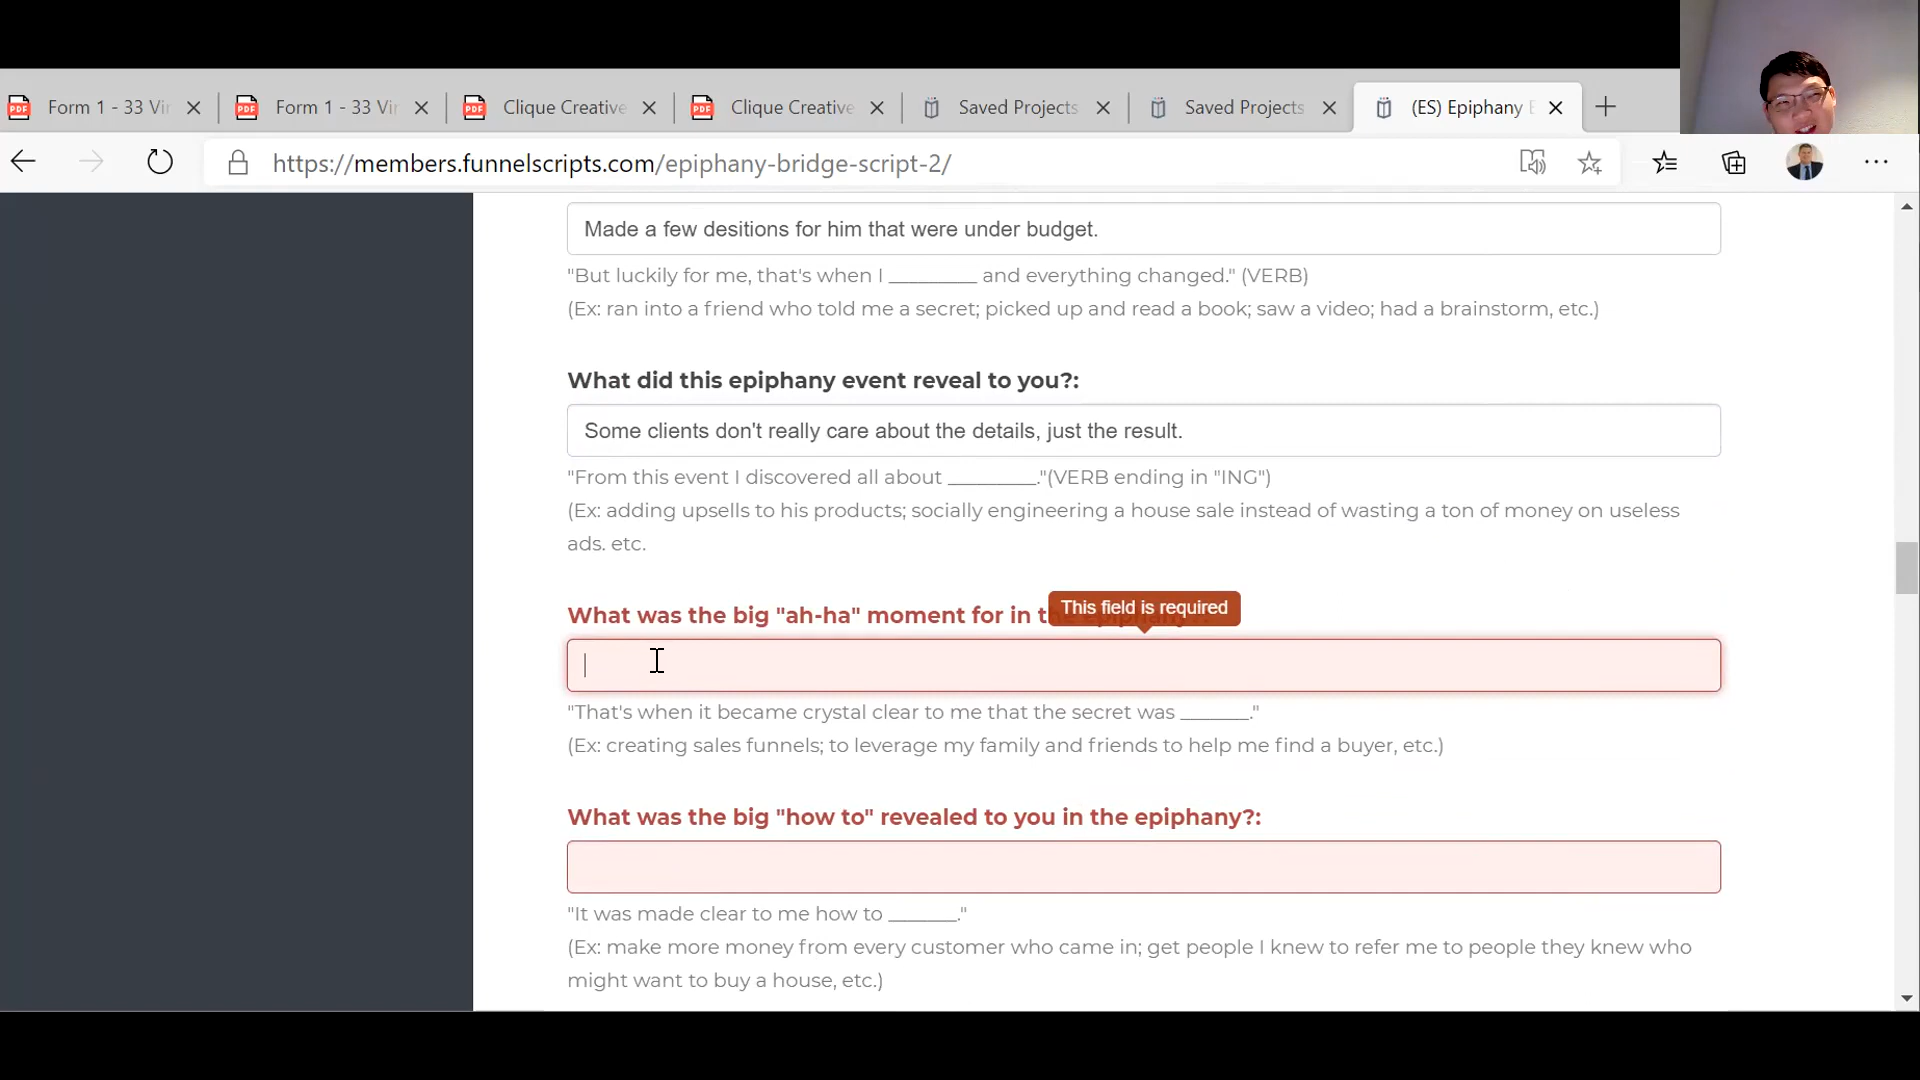 Form 1 - 33 Vir
Form 1 - 33 Vir
Clique Creative
Clique Creative
Saved Projects
Saved Projects
(ES) Epiphany
https://members.funnelscripts.com/epiphany-bridge-script-2/
Made a few desitions for him that were under budget.
"But luckily for me, that's when I ________ and everything changed." (VERB)
(Ex: ran into a friend who told me a secret; picked up and read a book; saw a video; had a brainstorm, etc.)
What did this epiphany event reveal to you?:
Some clients don't really care about the details, just the result.
"From this event I discovered all about ________."(VERB ending in "ING")
(Ex: adding upsells to his products; socially engineering a house sale instead of wasting a ton of money on useless
ads. etc.
This field is required
What was the big "ah-ha" moment for in the epiphany?:
"That's when it became crystal clear to me that the secret was ______."
(Ex: creating sales funnels; to leverage my family and friends to help me find a buyer, etc.)
What was the big "how to" revealed to you in the epiphany?:
"It was made clear to me how to ______."
(Ex: make more money from every customer who came in; get people I knew to refer me to people they knew who
might want to buy a house, etc.)